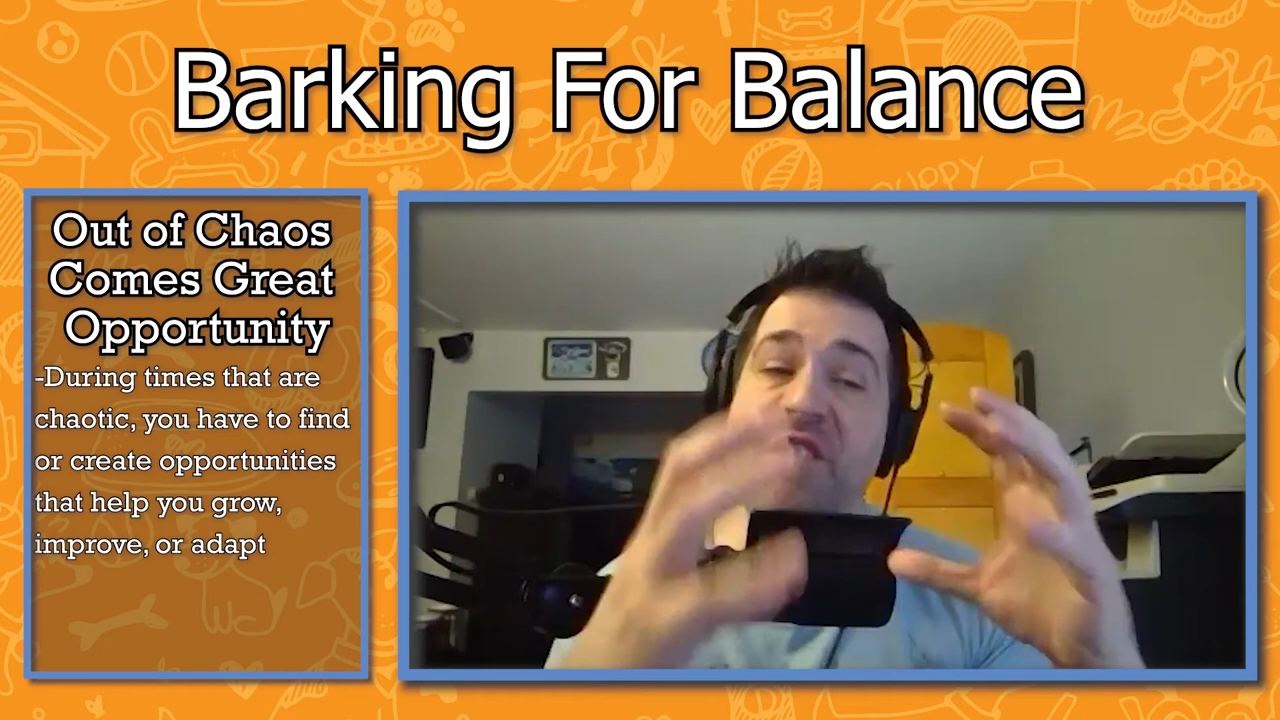 Barking For Balance
PUPPY
Out of Chaos
Comes Great
Opportunity
-During times that are
chaotic, you have to find
or create opportunities
that help you grow,
improve, or adapt